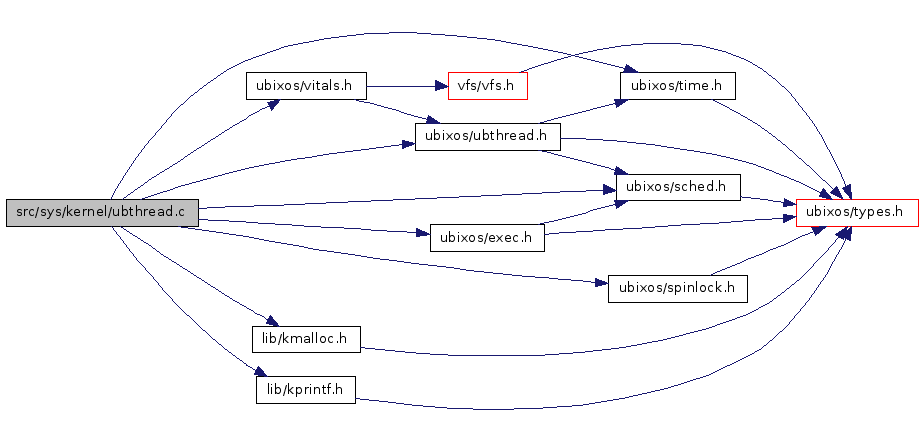 ubixos/vitals.h
vfs/vfs.h
ubixos/time.h
ubixos/ubthread.h
ubixos/sched.h
src/sys/kernel/ubthread.c
ubixos/types.h
ubixos/exec.h
ubixos/spinlock.h
lib/kmalloc.h
lib/kprintf.h